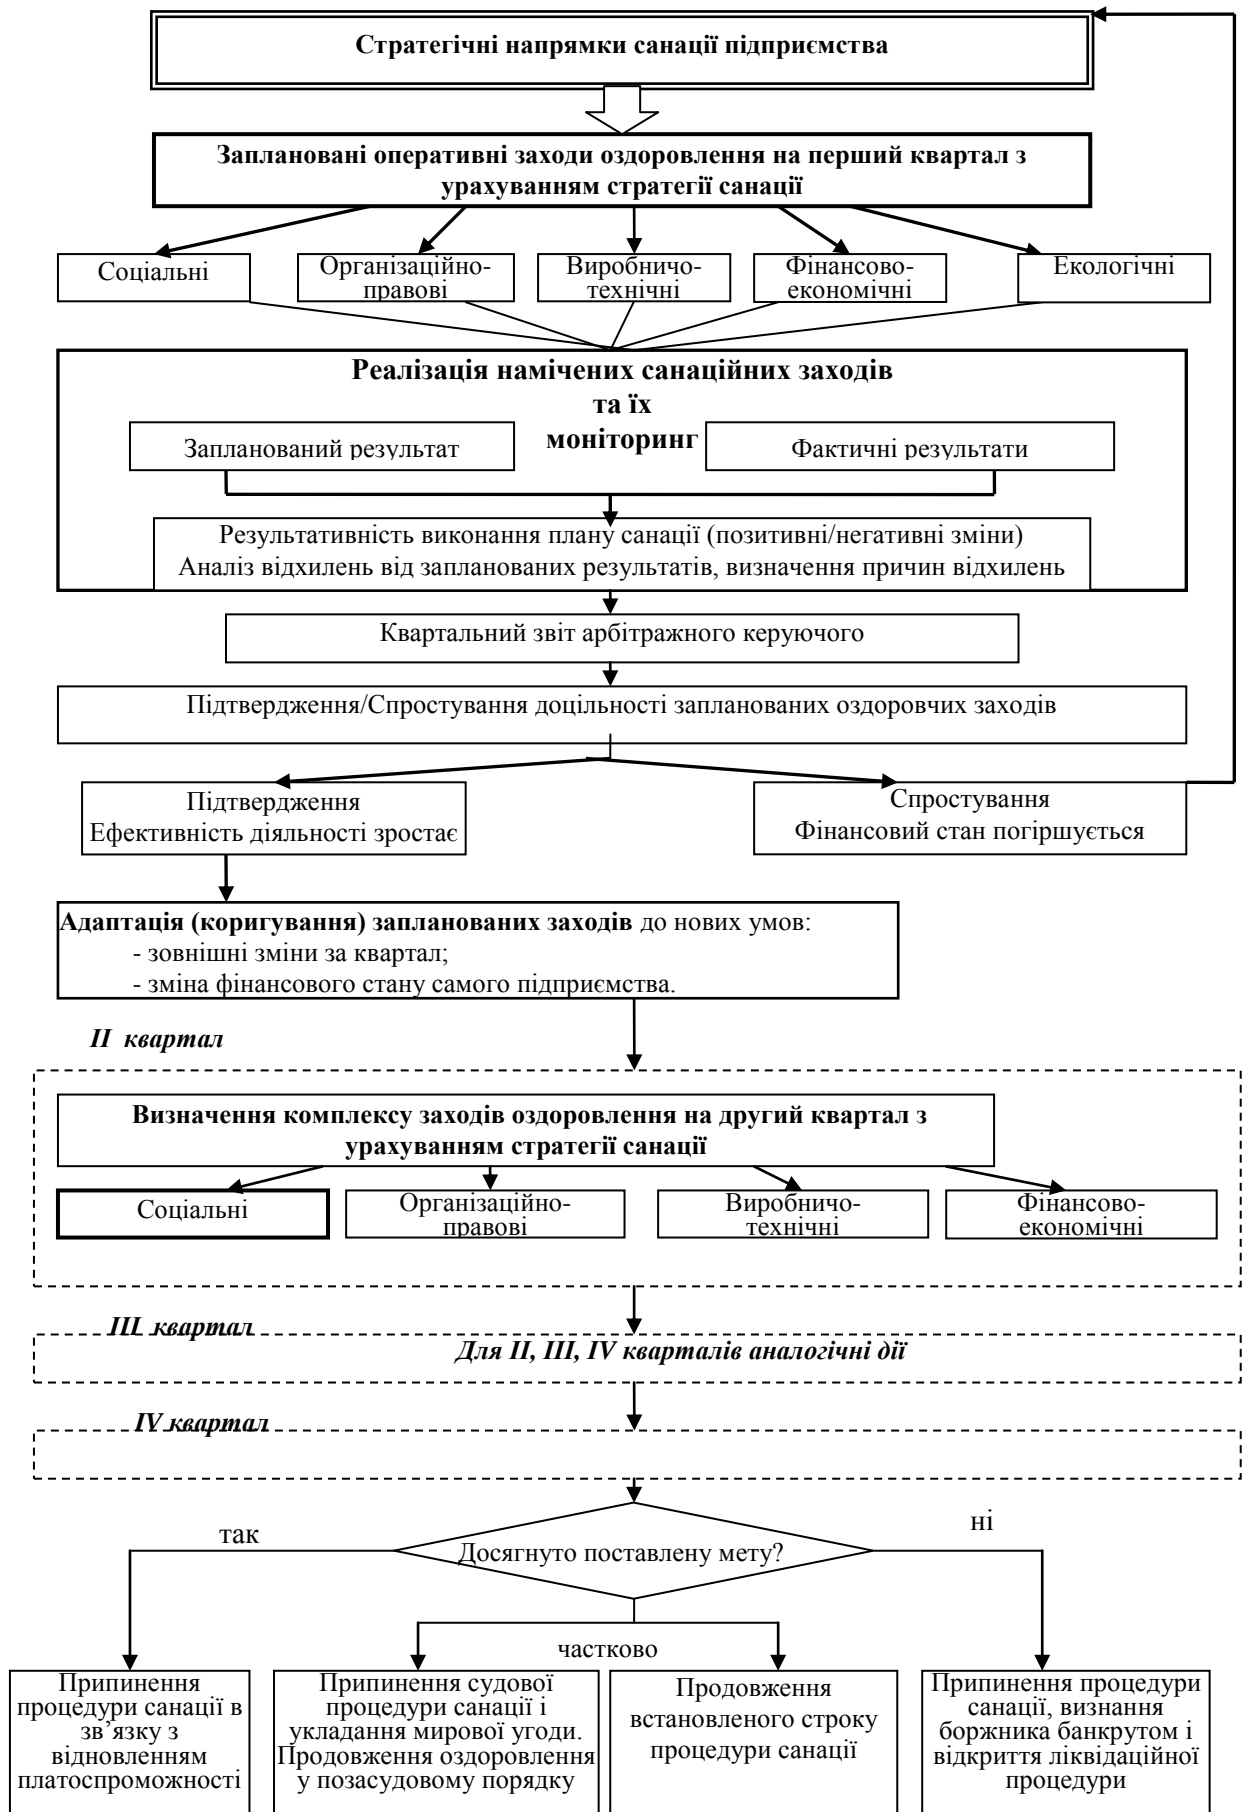 Стратегічні напрямки санації підприємства
Заплановані оперативні заходи оздоровлення на перший квартал з
урахуванням стратегії санації
Соціальні
Організаційно-
правові
Виробничо-
технічні
Фінансово-
економічні
Екологічні
Реалізація намічених санаційних заходів
та їх
моніторинг
Запланований результат
Фактичні результати
Результативність виконання плану санації (позитивні/негативні зміни)
Аналіз відхилень від запланованих результатів, визначення причин відхилень
Квартальний звіт арбітражного керуючого
Підтвердження/Спростування доцільності запланованих оздоровчих заходів
Підтвердження
Ефективність діяльності зростає
Спростування
Фінансовий стан погіршується
Адаптація (коригування) запланованих заходів до нових умов:
- зовнішні зміни за квартал;
- зміна фінансового стану самого підприємства.
II квартал
Визначення комплексу заходів оздоровлення на другий квартал з
урахуванням стратегії санації
Соціальні
Організаційно-
правові
Виробничо-
технічні
Фінансово-
економічні
III квартал
Для II, III, IV кварталів аналогічні дії
IV квартал
Досягнуто поставлену мету?
так
ні
частково
Припинення
процедури санації в
зв’язку з
відновленням
платоспроможності
Припинення судової
процедури санації і
укладання мирової угоди.
Продовження оздоровлення
у позасудовому порядку
Продовження
встановленого строку
процедури санації
Припинення процедури
санації, визнання
боржника банкрутом і
відкриття ліквідаційної
процедури